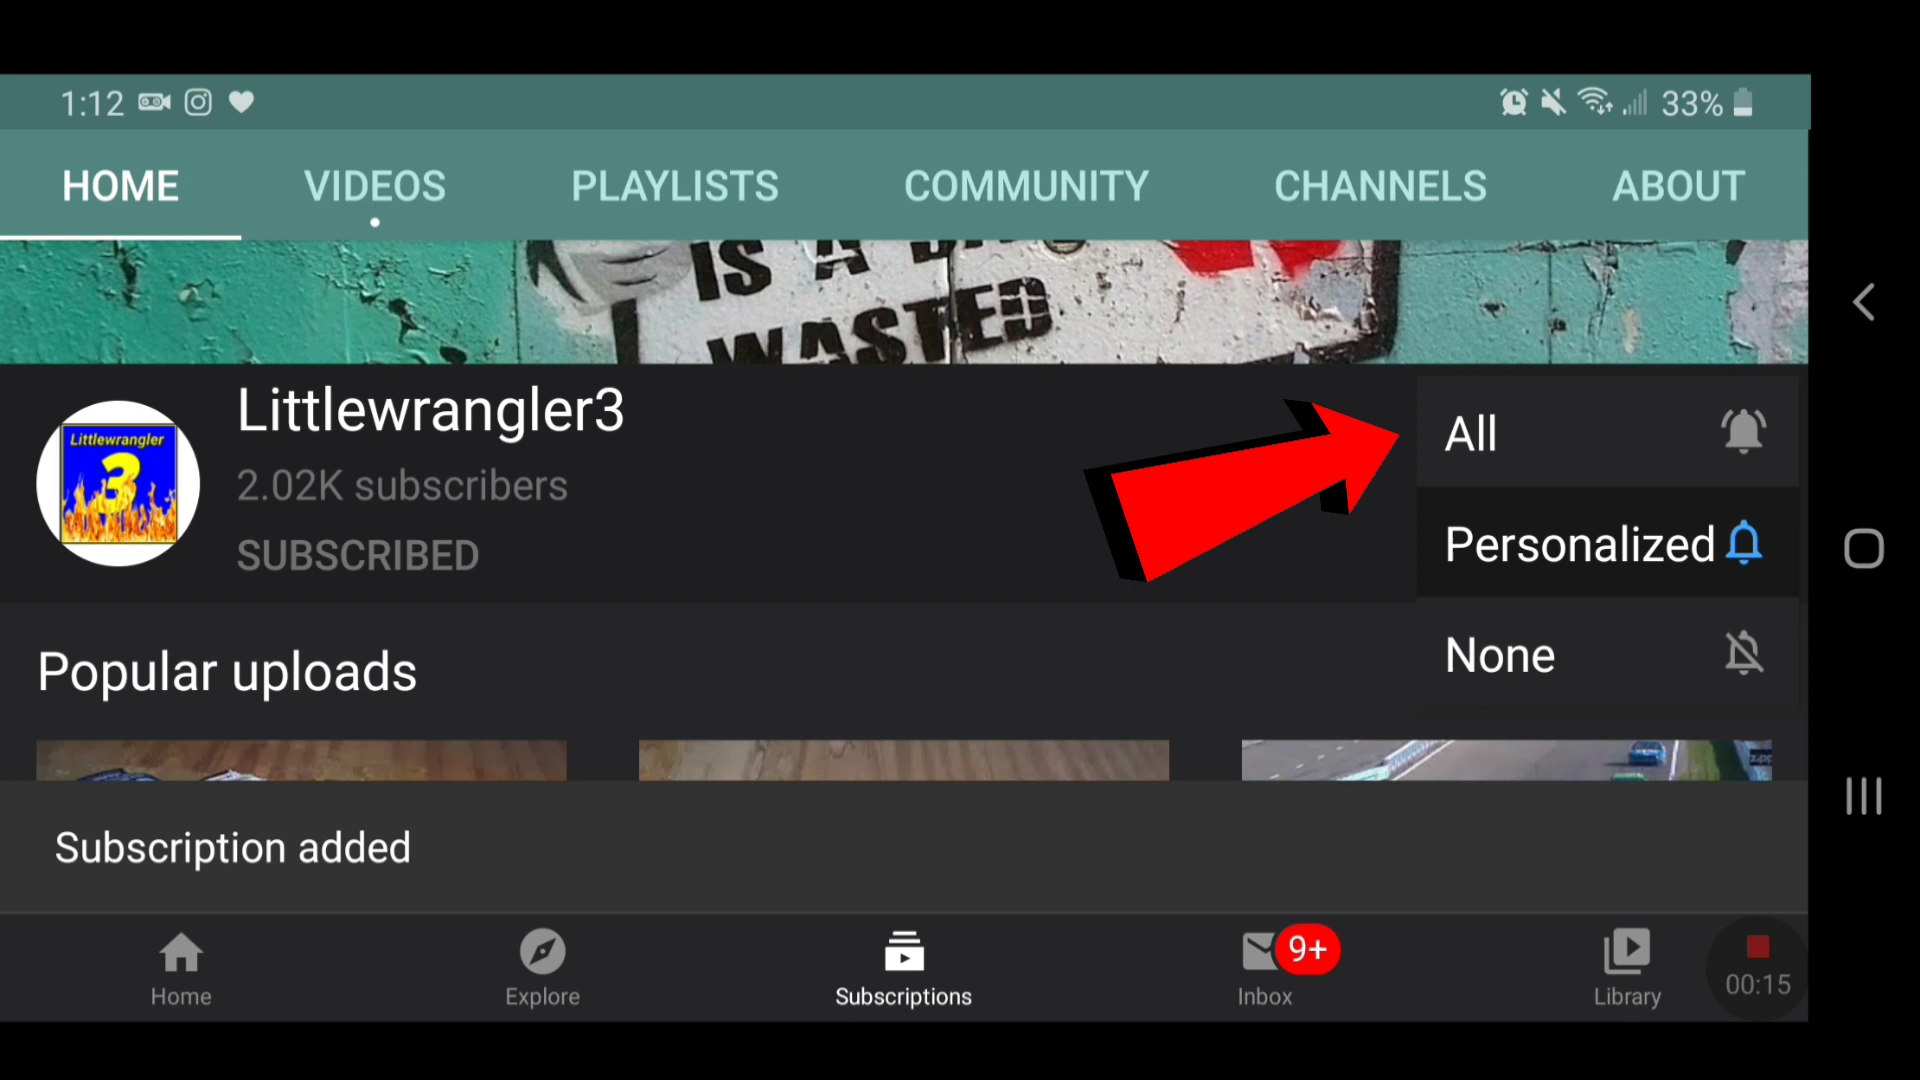 1:12
33%
HOME VIDEOS PLAYLISTS COMMUNITY CHANNELS ABOUT
IS A
WASTED
Littlewrangler
3
Littlewrangler3
2.02K subscribers
SUBSCRIBED
All
Personalized
None
Popular uploads
Subscription added
9+
Home Explore Subscriptions Inbox Library
00:15